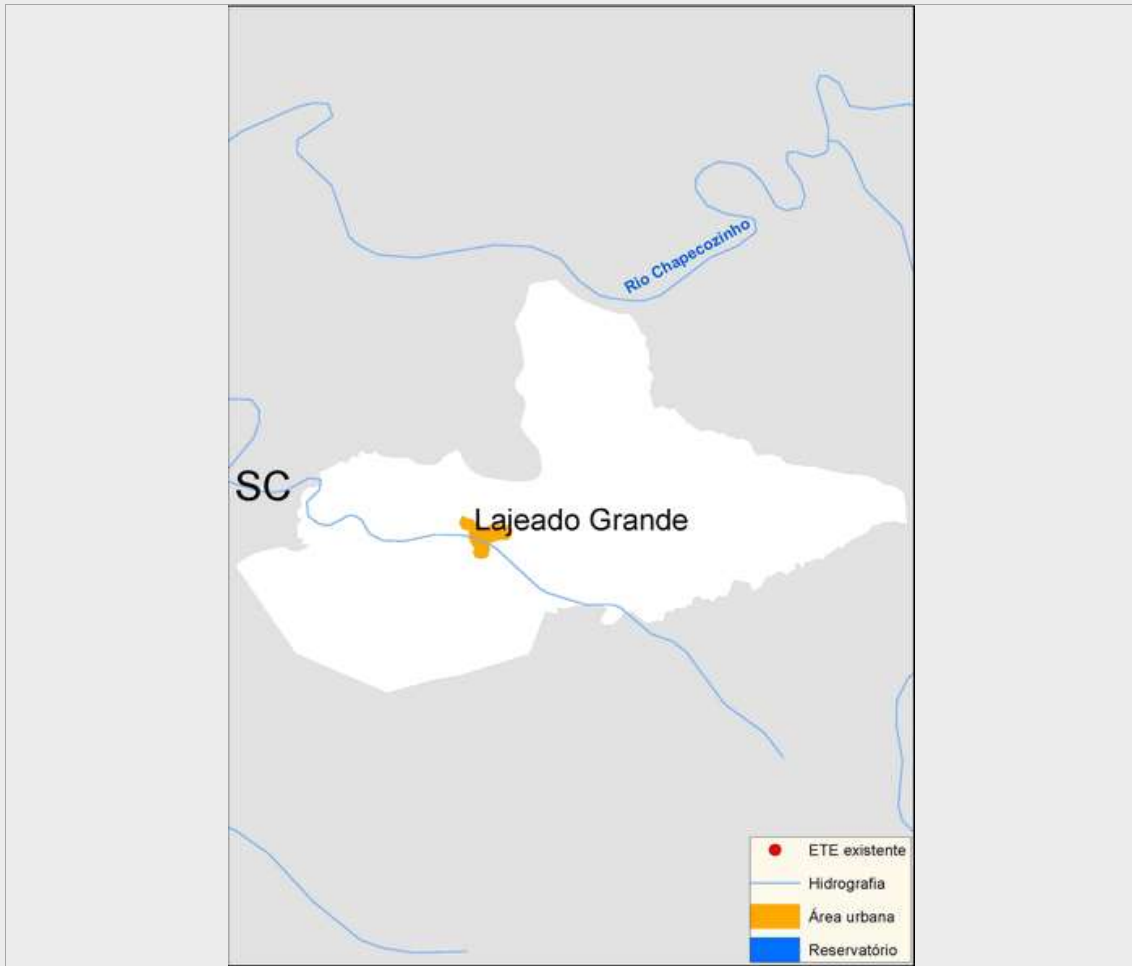 Rio Chapecozinho
SC
Lajeado Grande
ETE existente
Hidrografia
Área urbana
Reservatório